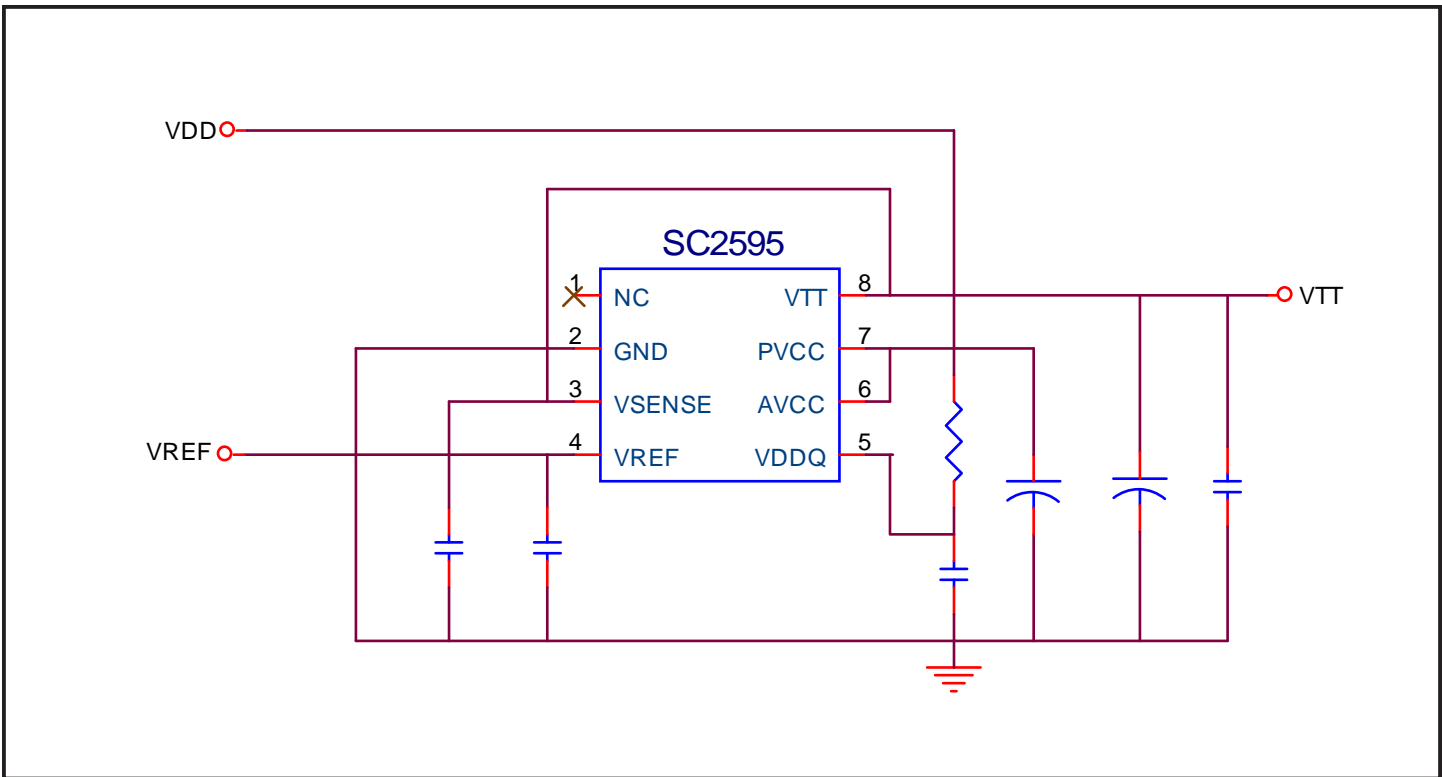 VDD
SC2595
1 NC VTT 8
2 GND PVCC 7
3 VSENSE AVCC 6
4 VREF VDDQ 5
VTT
VREF